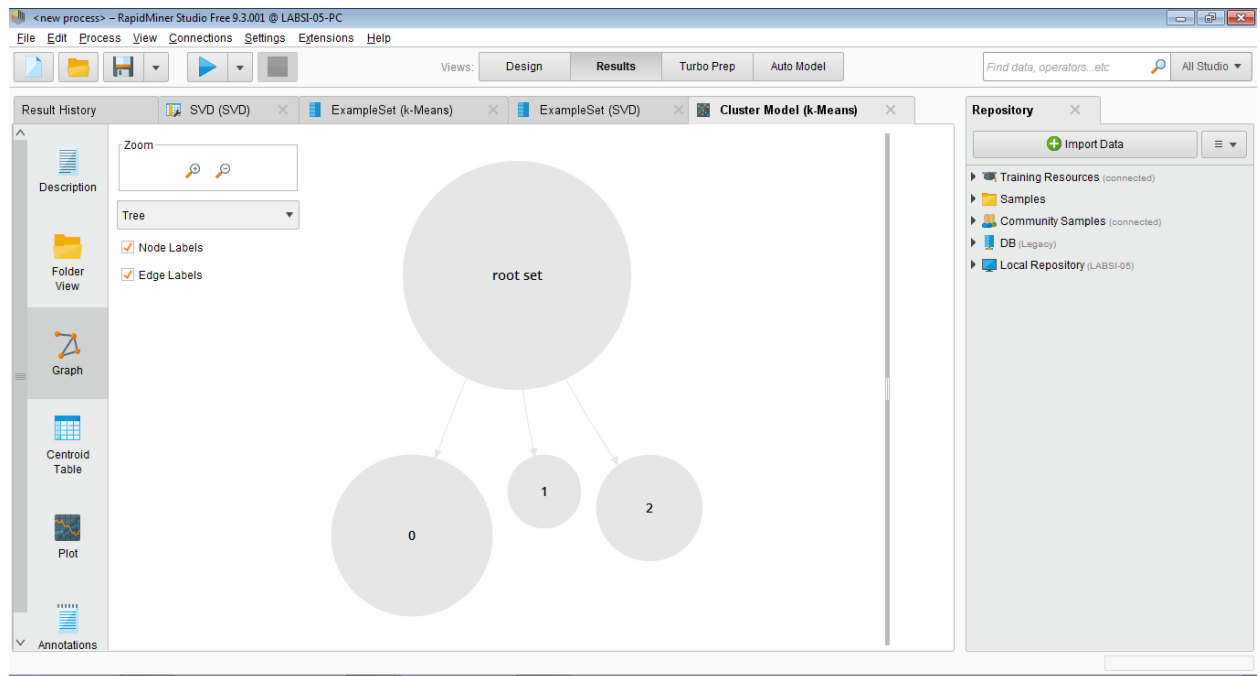 <new process> – RapidMiner Studio Free 9.3.001 @ LABSI-05-PC
File Edit Process View Connections Settings Extensions Help
Views: Design Results Turbo Prep Auto Model
Find data, operators...etc
All Studio
Result History
SVD (SVD)
ExampleSet (k-Means)
ExampleSet (SVD)
Cluster Model (k-Means)
Description
Folder
View
Graph
Centroid
Table
Plot
Annotations
Zoom
Tree
Node Labels
Edge Labels
root set
0
1
2
Repository
Import Data
Training Resources (connected)
Samples
Community Samples (connected)
DB (Legacy)
Local Repository (LABSI-05)